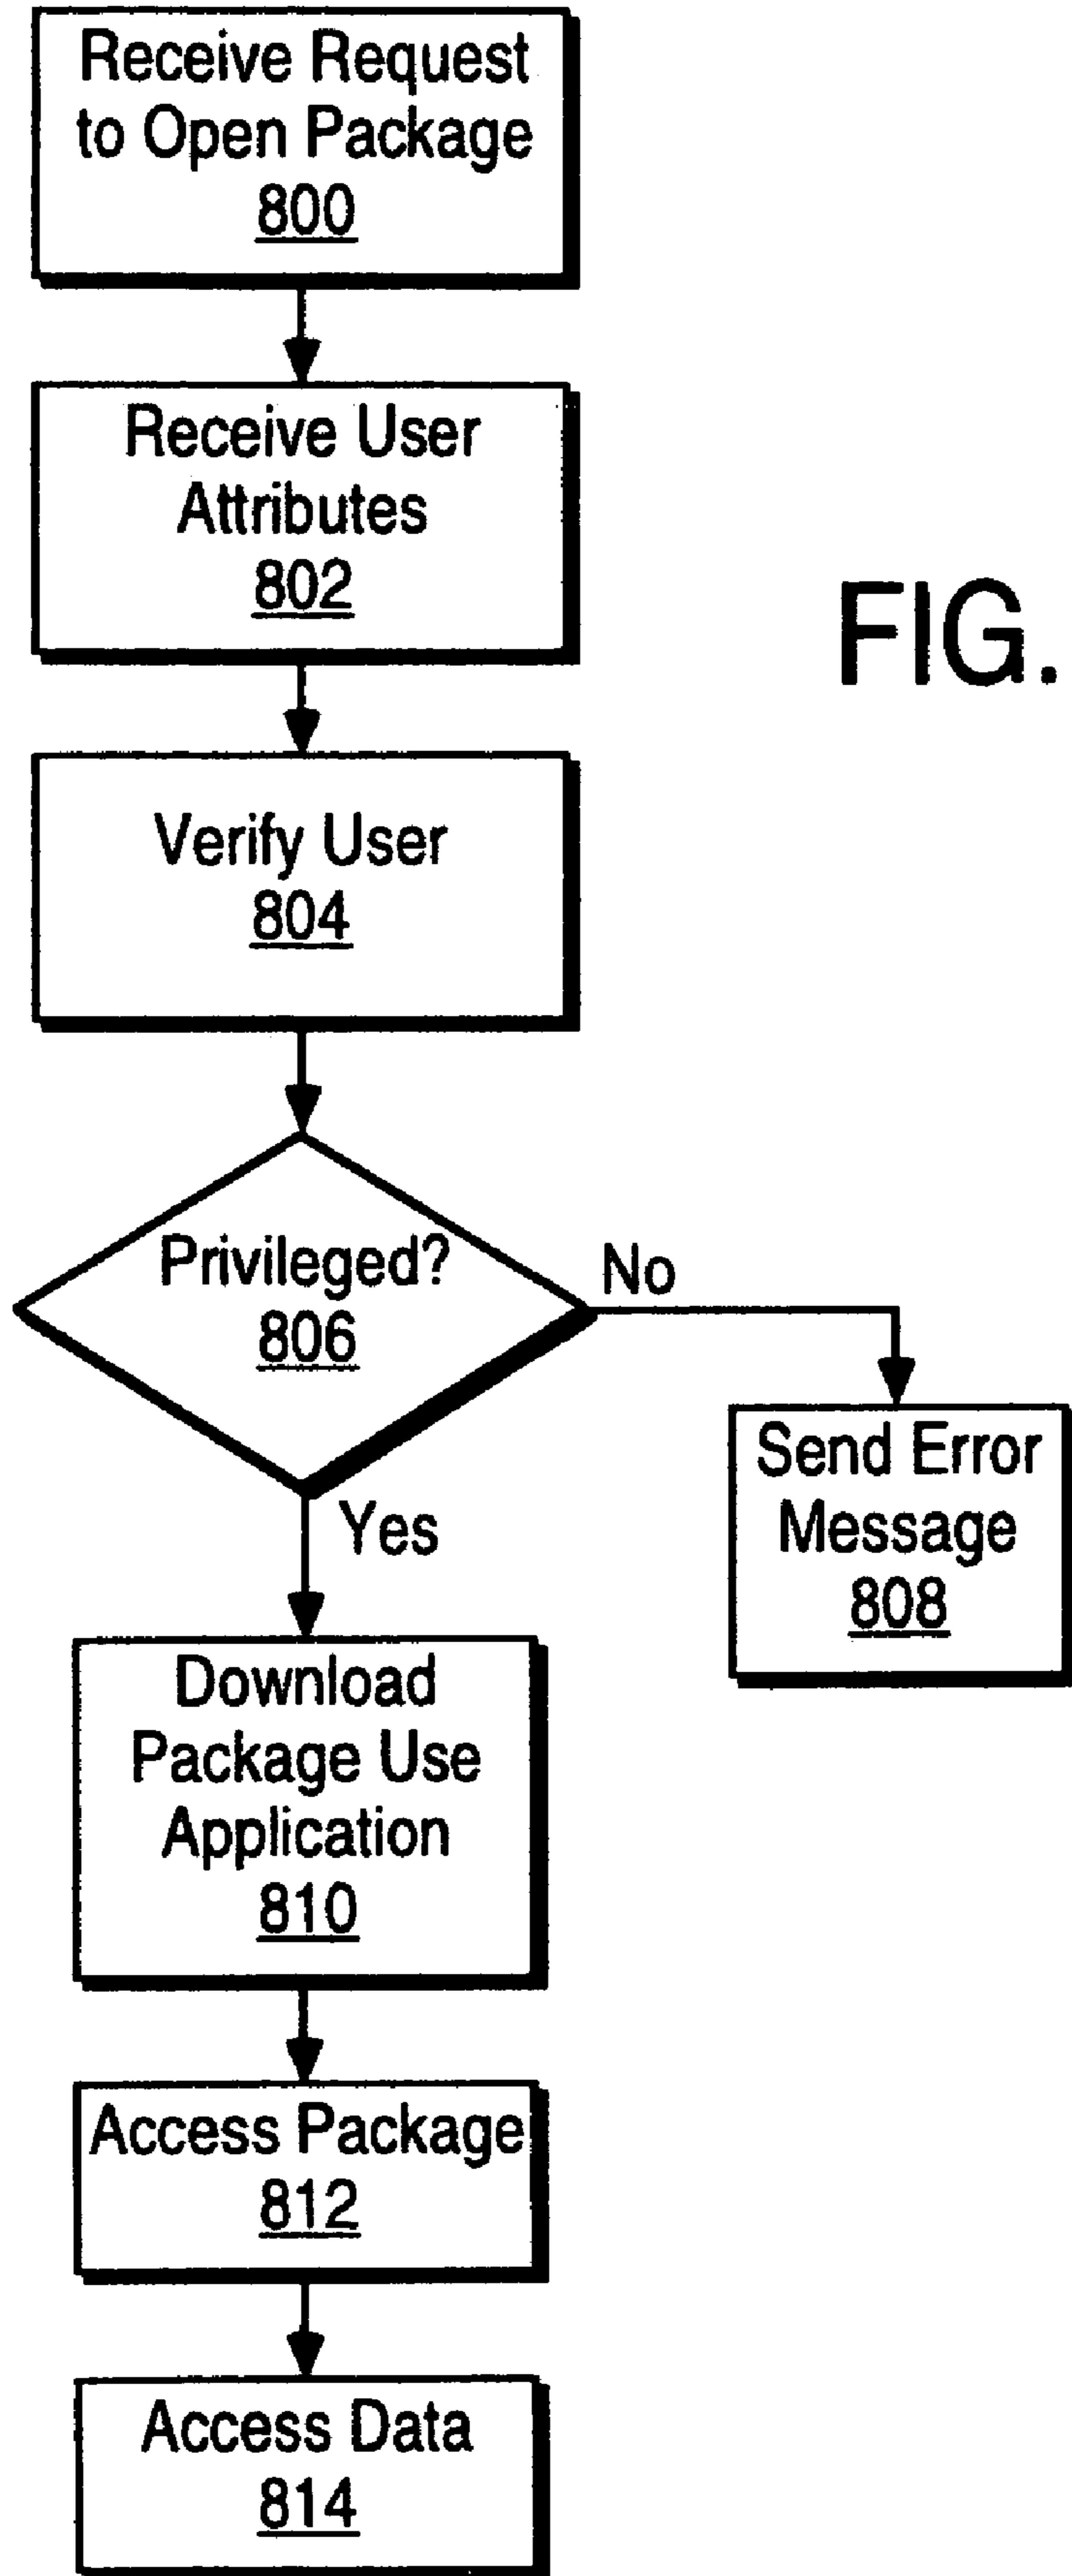 Receive Request
to Open Package
800
Receive User
Attributes
802
FIG.
Verify User
804
Privileged?
806
No
Yes
Send Error
Message
808
Download
Package Use
Application
810
Access Package
812
Access Data
814